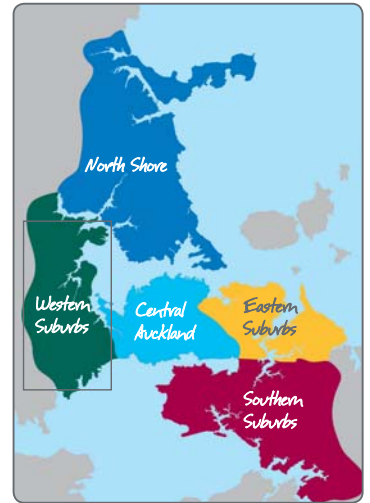 North Shore
Western
Suburbs
Central
Auckland
Eastern
Suburbs
Southern
Suburbs